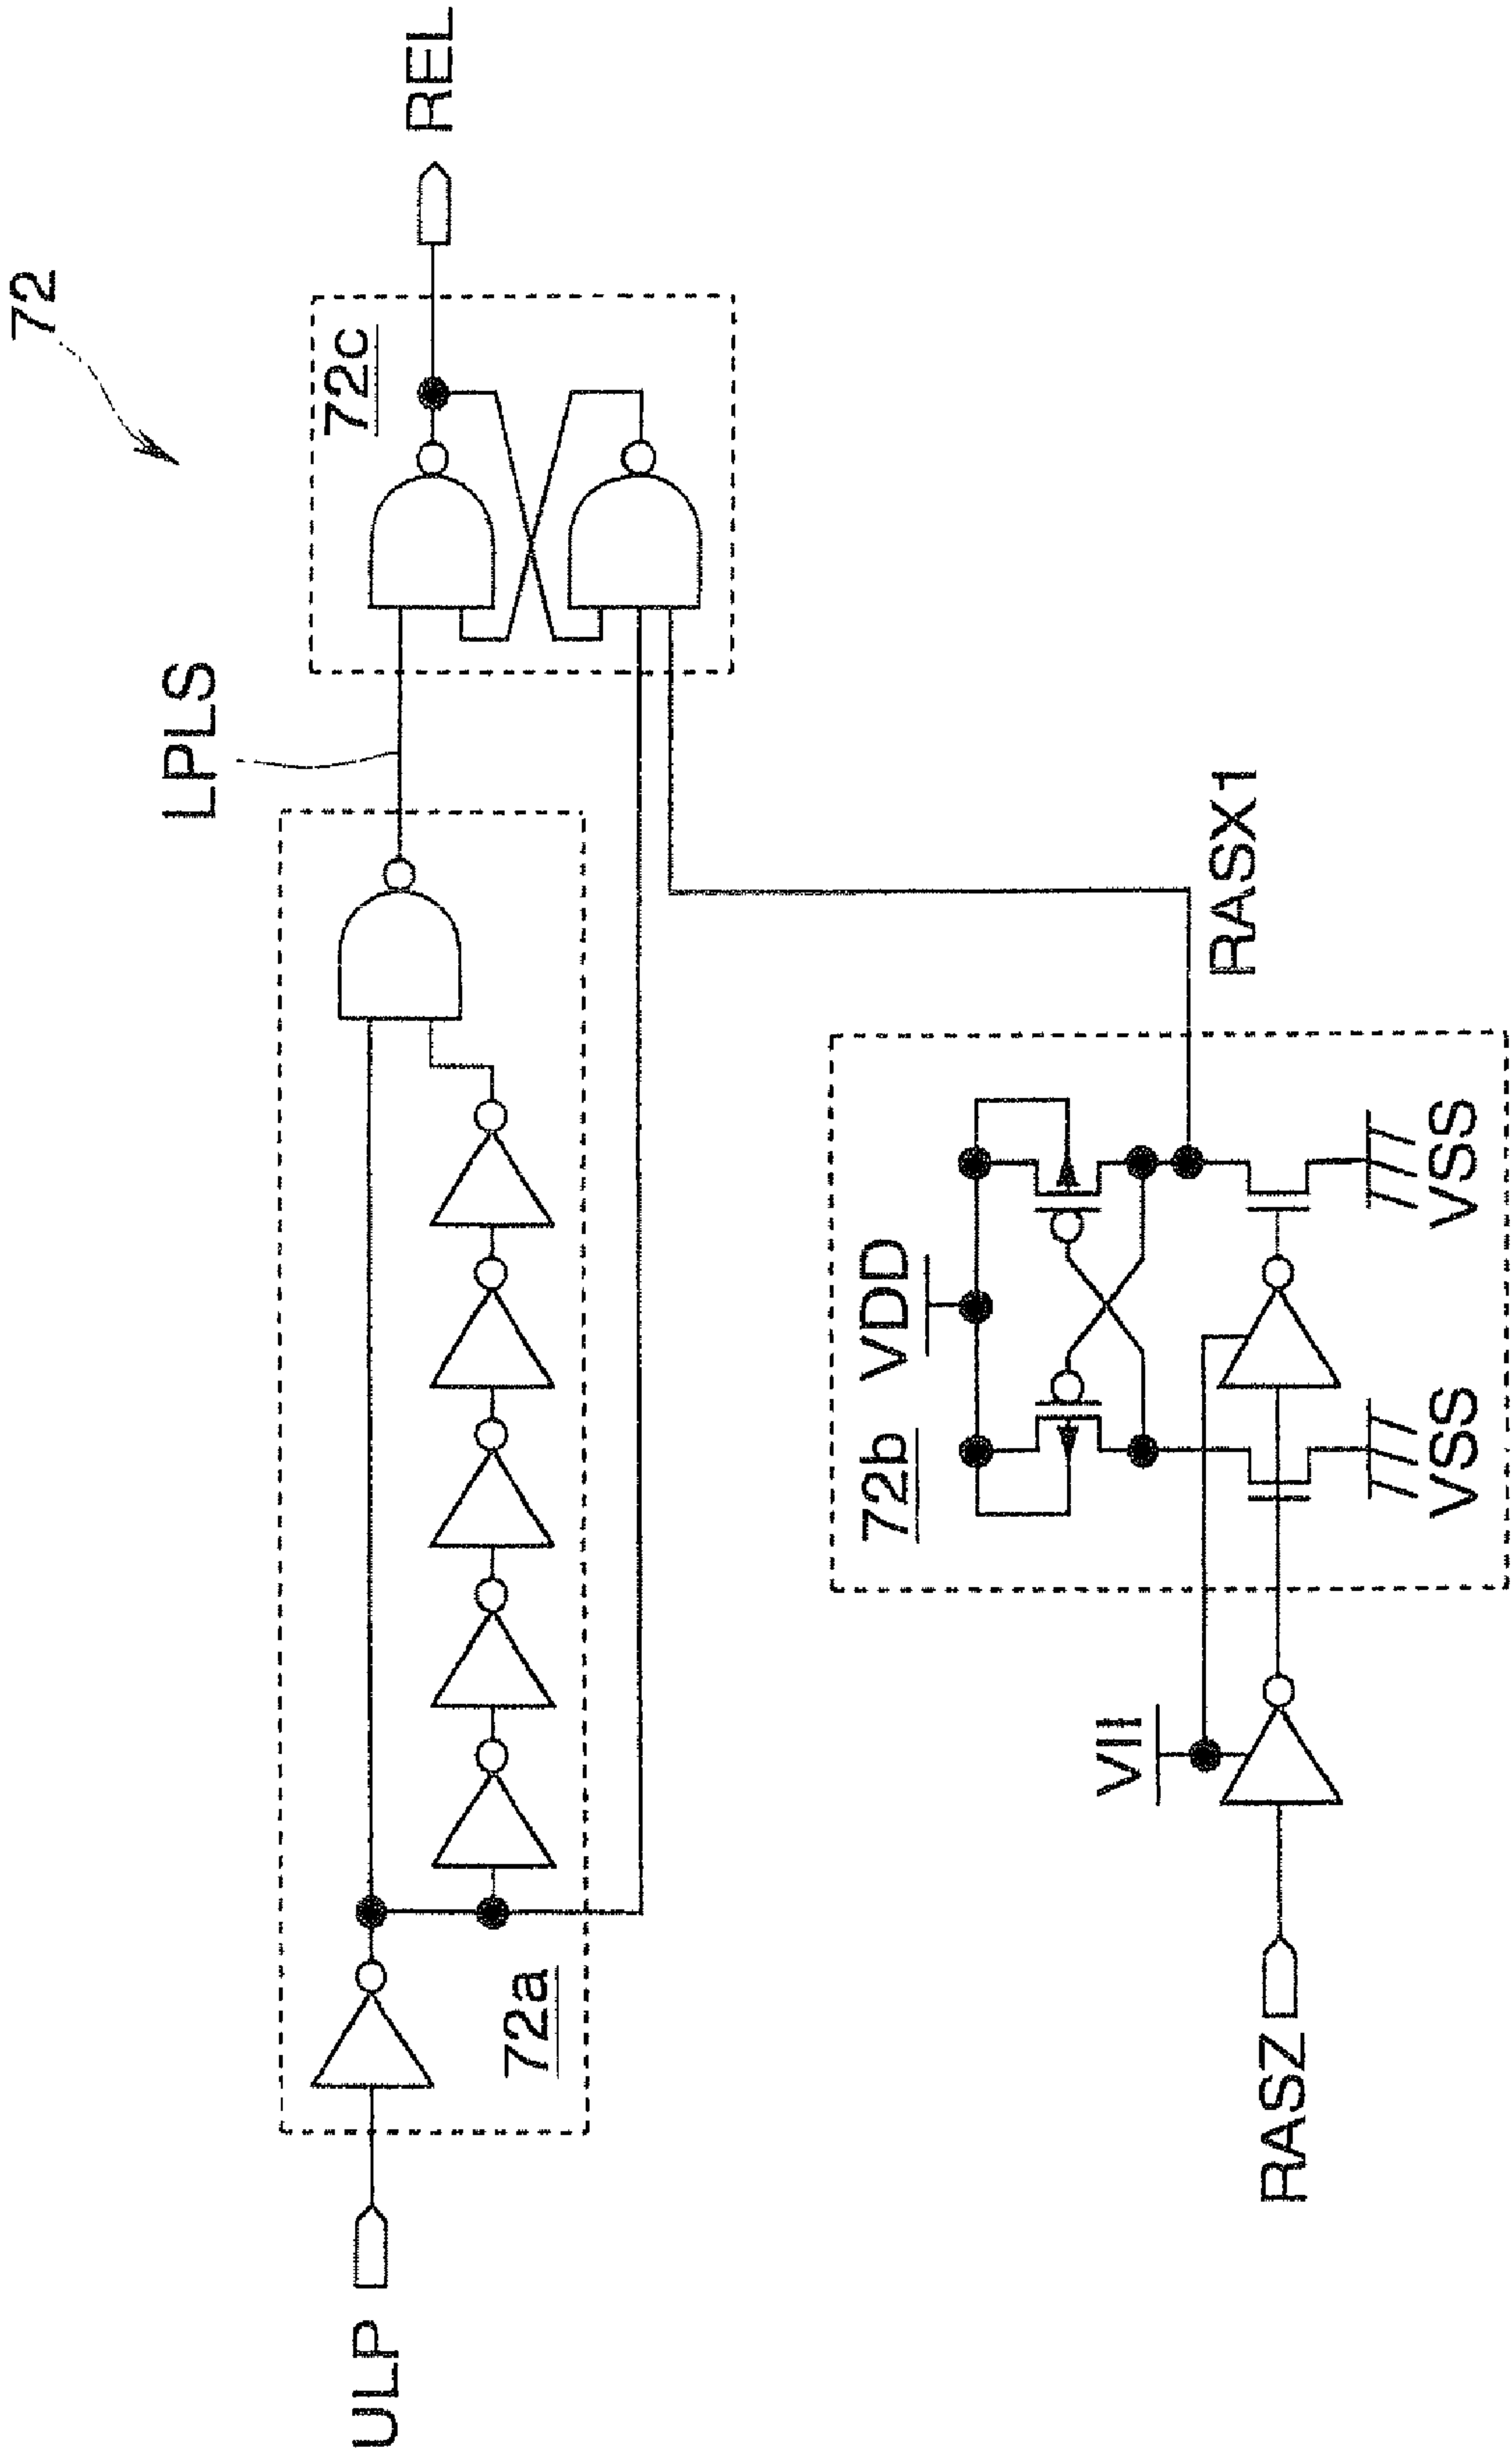 72
ULP
72a
LPLS
72c
REL
RASZ
VII
72b
VDD
VSS
VSS
RASX1